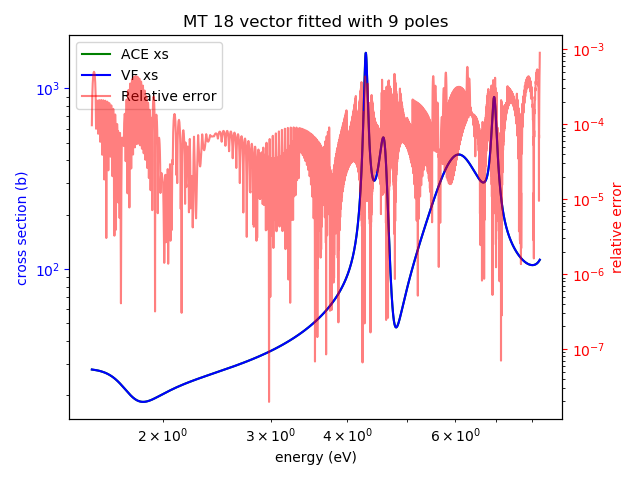 MT 18 vector fitted with 9 poles
ACE xs
VF xs
Relative error
cross section (b)
10³
10²
10⁻³
10⁻⁴
10⁻⁵
10⁻⁶
10⁻⁷
relative error
2 × 10⁰
3 × 10⁰
4 × 10⁰
6 × 10⁰
energy (eV)